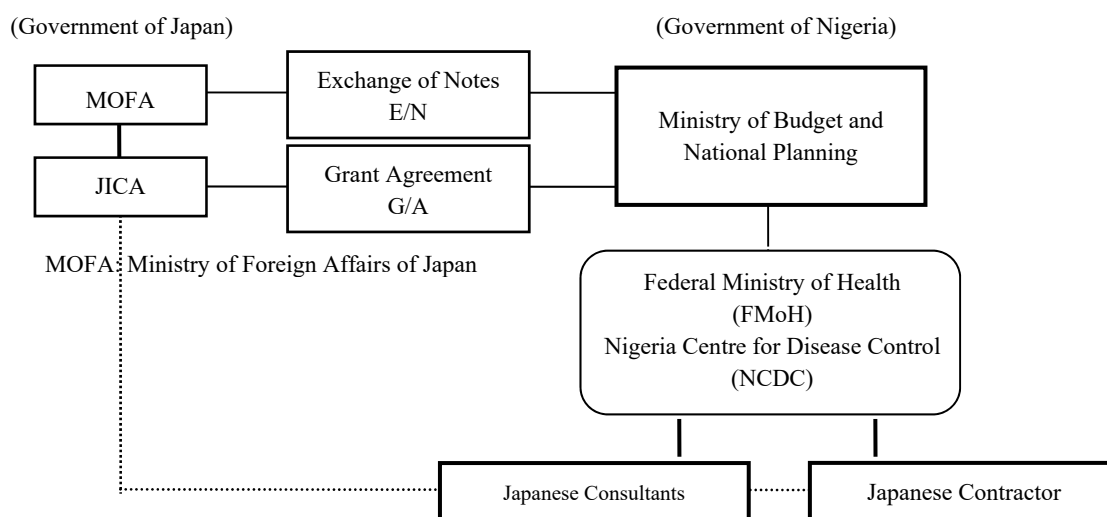 (Government of Japan)
(Government of Nigeria)
MOFA
Exchange of Notes
E/N
Ministry of Budget and
National Planning
JICA
Grant Agreement
G/A
MOFA: Ministry of Foreign Affairs of Japan
Federal Ministry of Health
(FMoH)
Nigeria Centre for Disease Control
(NCDC)
Japanese Consultants
Japanese Contractor